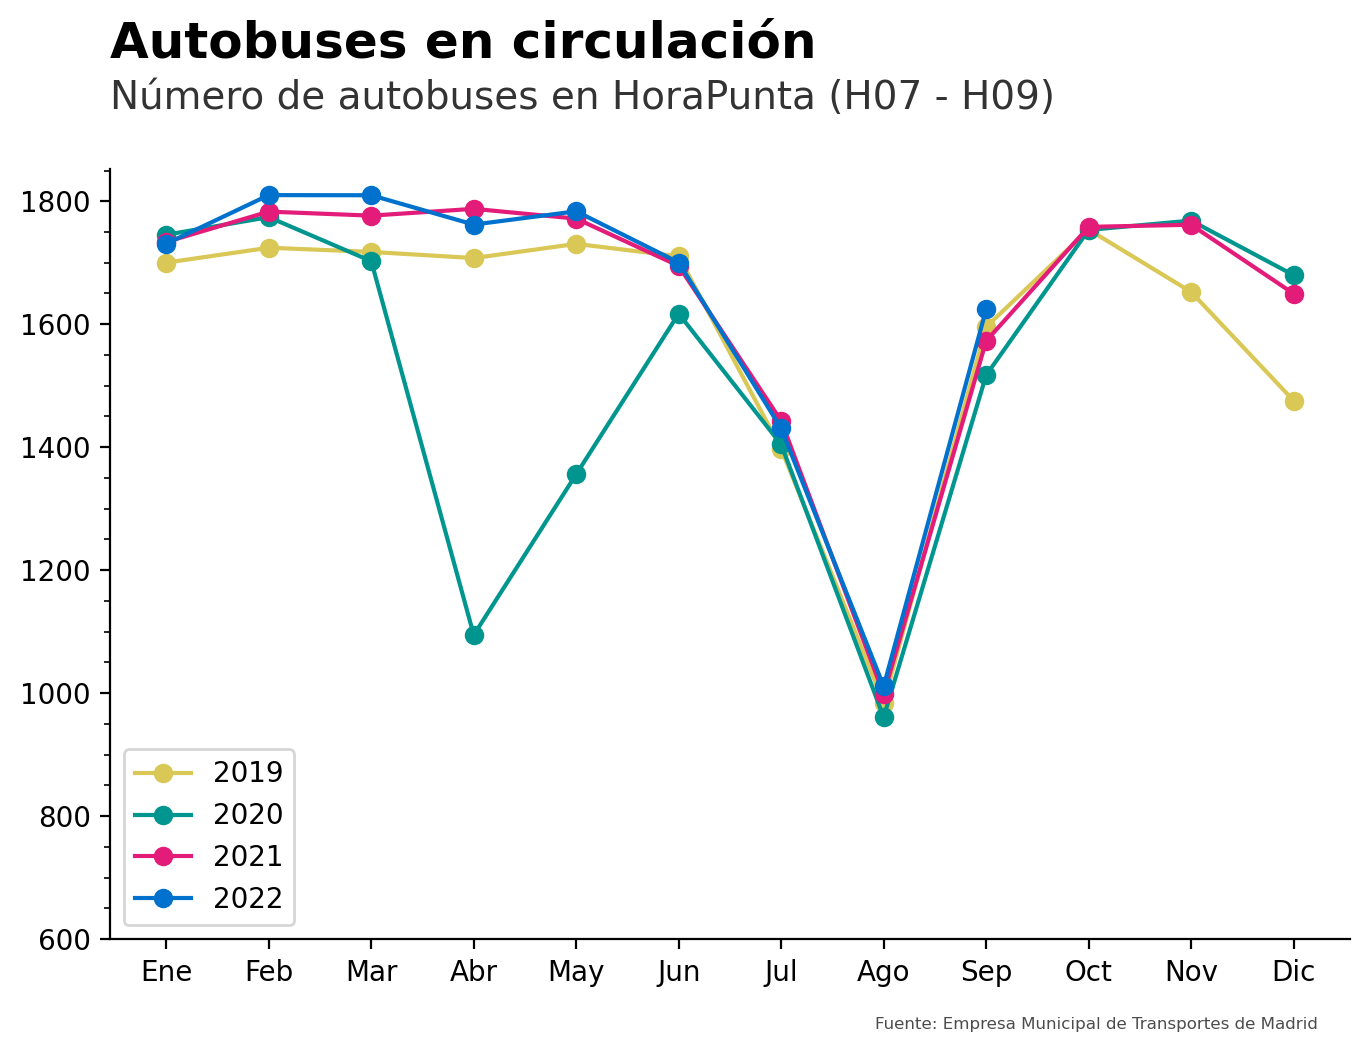 Autobuses en circulación
Número de autobuses en HoraPunta (H07 - H09)
1800
1600
1400
1200
1000
800
600
2019
2020
2021
2022
Ene Feb Mar Abr May Jun Jul Ago Sep Oct Nov Dic
Fuente: Empresa Municipal de Transportes de Madrid